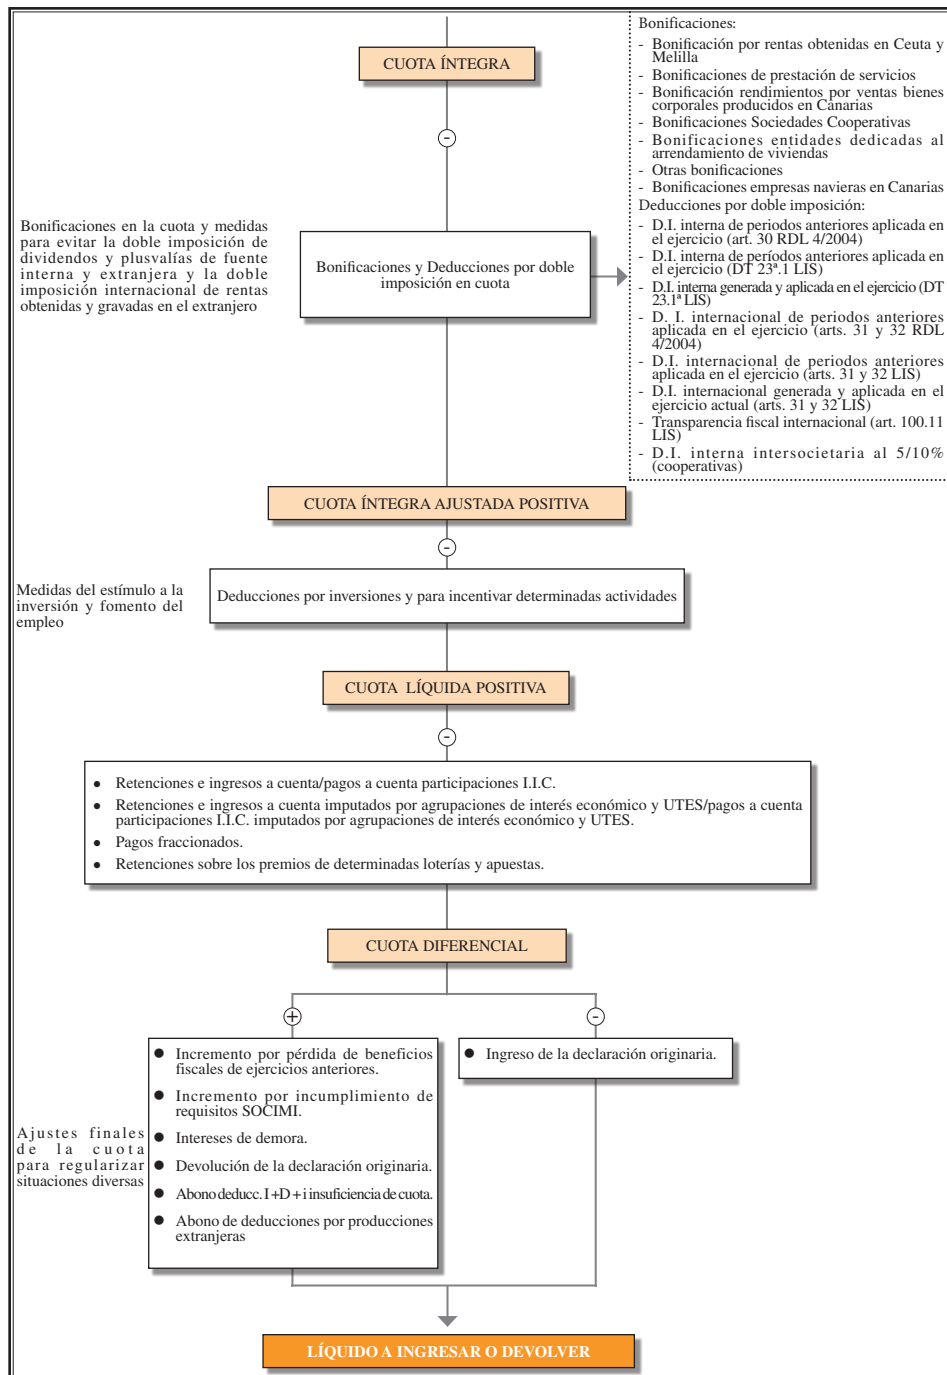 CUOTA ÍNTEGRA
-
Bonificaciones:
- Bonificación por rentas obtenidas en Ceuta y
Melilla
- Bonificaciones de prestación de servicios
- Bonificación rendimientos por ventas bienes
corporales producidos en Canarias
- Bonificaciones Sociedades Cooperativas
- Bonificaciones entidades dedicadas al
arrendamiento de viviendas
- Otras bonificaciones
- Bonificaciones empresas navieras en Canarias
Deducciones por doble imposición:
- D.I. interna de periodos anteriores aplicada en
el ejercicio (art. 30 RDL 4/2004)
- D.I. interna de períodos anteriores aplicada en
el ejercicio (DT 23ª.1 LIS)
- D.I. interna generada y aplicada en el ejercicio (DT
23.1ª LIS)
- D. I. internacional de periodos anteriores
aplicada en el ejercicio (arts. 31 y 32 RDL
4/2004)
- D.I. internacional de periodos anteriores
aplicada en el ejercicio (arts. 31 y 32 LIS)
- D.I. internacional generada y aplicada en el
ejercicio actual (arts. 31 y 32 LIS)
- Transparencia fiscal internacional (art. 100.11
LIS)
- D.I. interna intersocietaria al 5/10%
(cooperativas)
Bonificaciones en la cuota y medidas
para evitar la doble imposición de
dividendos y plusvalías de fuente
interna y extranjera y la doble
imposición internacional de rentas
obtenidas y gravadas en el extranjero
Bonificaciones y Deducciones por doble
imposición en cuota
CUOTA ÍNTEGRA AJUSTADA POSITIVA
-
Medidas del estímulo a la
inversión y fomento del
empleo
Deducciones por inversiones y para incentivar determinadas actividades
CUOTA LÍQUIDA POSITIVA
-
● Retenciones e ingresos a cuenta/pagos a cuenta participaciones I.I.C.
● Retenciones e ingresos a cuenta imputados por agrupaciones de interés económico y UTES/pagos a cuenta
participaciones I.I.C. imputados por agrupaciones de interés económico y UTES.
● Pagos fraccionados.
● Retenciones sobre los premios de determinadas loterías y apuestas.
CUOTA DIFERENCIAL
+
-
Ajustes finales
de la cuota
para regularizar
situaciones diversas
● Incremento por pérdida de beneficios
fiscales de ejercicios anteriores.
● Incremento por incumplimiento de
requisitos SOCIMI.
● Intereses de demora.
● Devolución de la declaración originaria.
● Abono deducc. I+D+i insuficiencia de cuota.
● Abono de deducciones por producciones
extranjeras
● Ingreso de la declaración originaria.
LÍQUIDO A INGRESAR O DEVOLVER